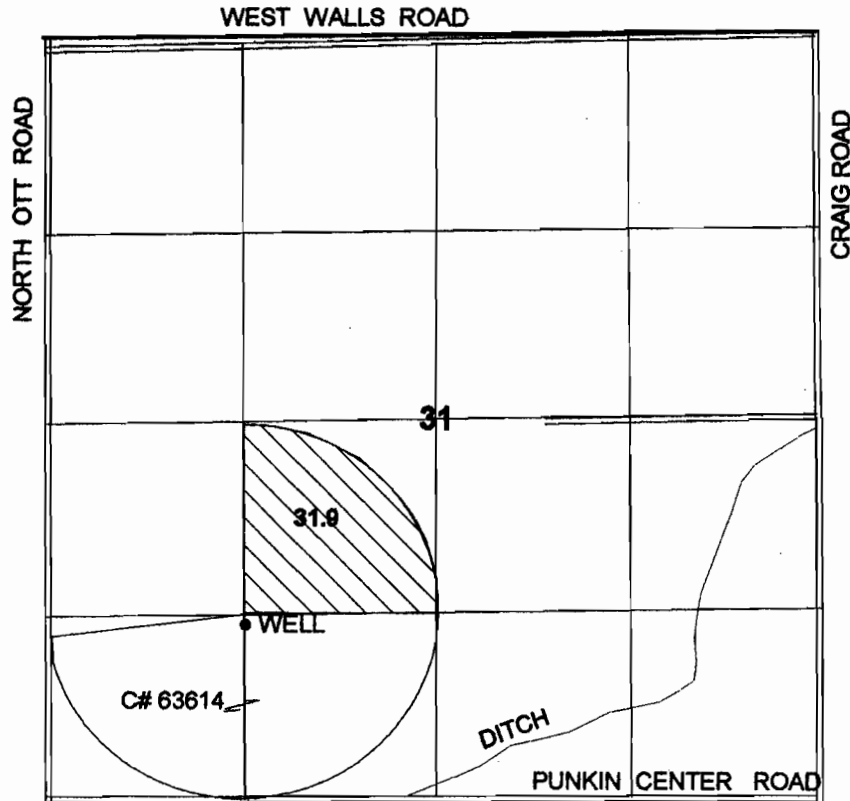 WEST WALLS ROAD
NORTH OTT ROAD
CRAIG ROAD
31
31.9
WELL
C# 63614
DITCH
PUNKIN CENTER ROAD